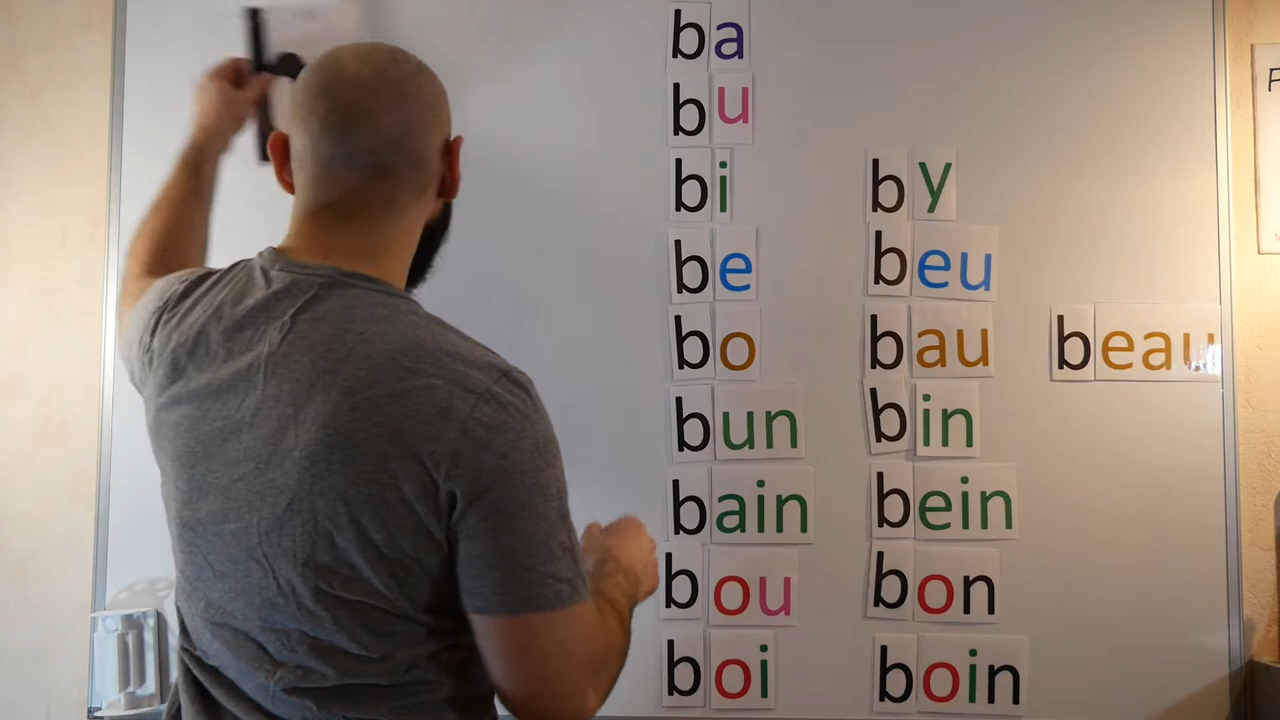 ba
bu
bi by
be beu
bo bau beau
bun bin
bain bein
bou bon
boi boin